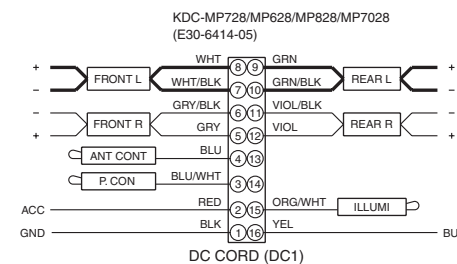 KDC-MP728/MP628/MP828/MP7028
(E30-6414-05)
WHT 8 9 GRN
+ FRONT L REAR L +
– WHT/BLK 7 10 GRN/BLK –
– GRY/BLK 6 11 VIOL/BLK –
FRONT R REAR R
+ GRY 5 12 VIOL +
ANT CONT BLU 4 13
P. CON BLU/WHT 3 14
ACC RED 2 15 ORG/WHT ILLUMI
GND BLK 1 16 YEL BU
DC CORD (DC1)